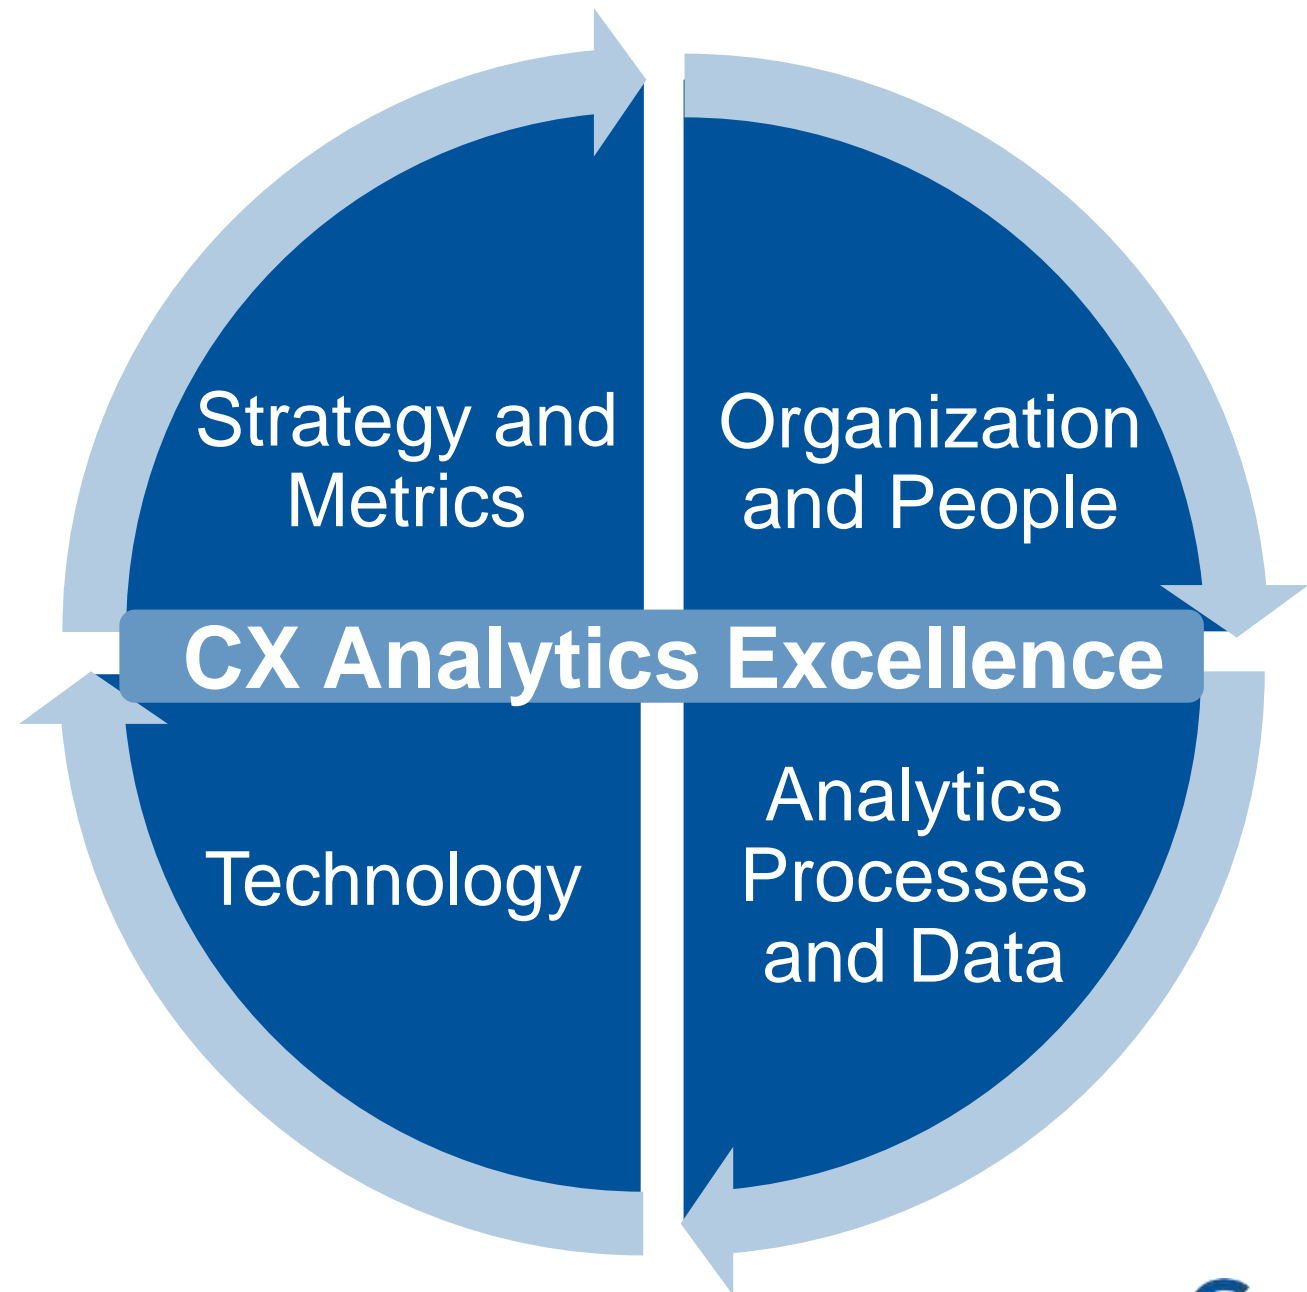 Strategy and
Metrics
Organization
and People
CX Analytics Excellence
Technology
Analytics
Processes
and Data